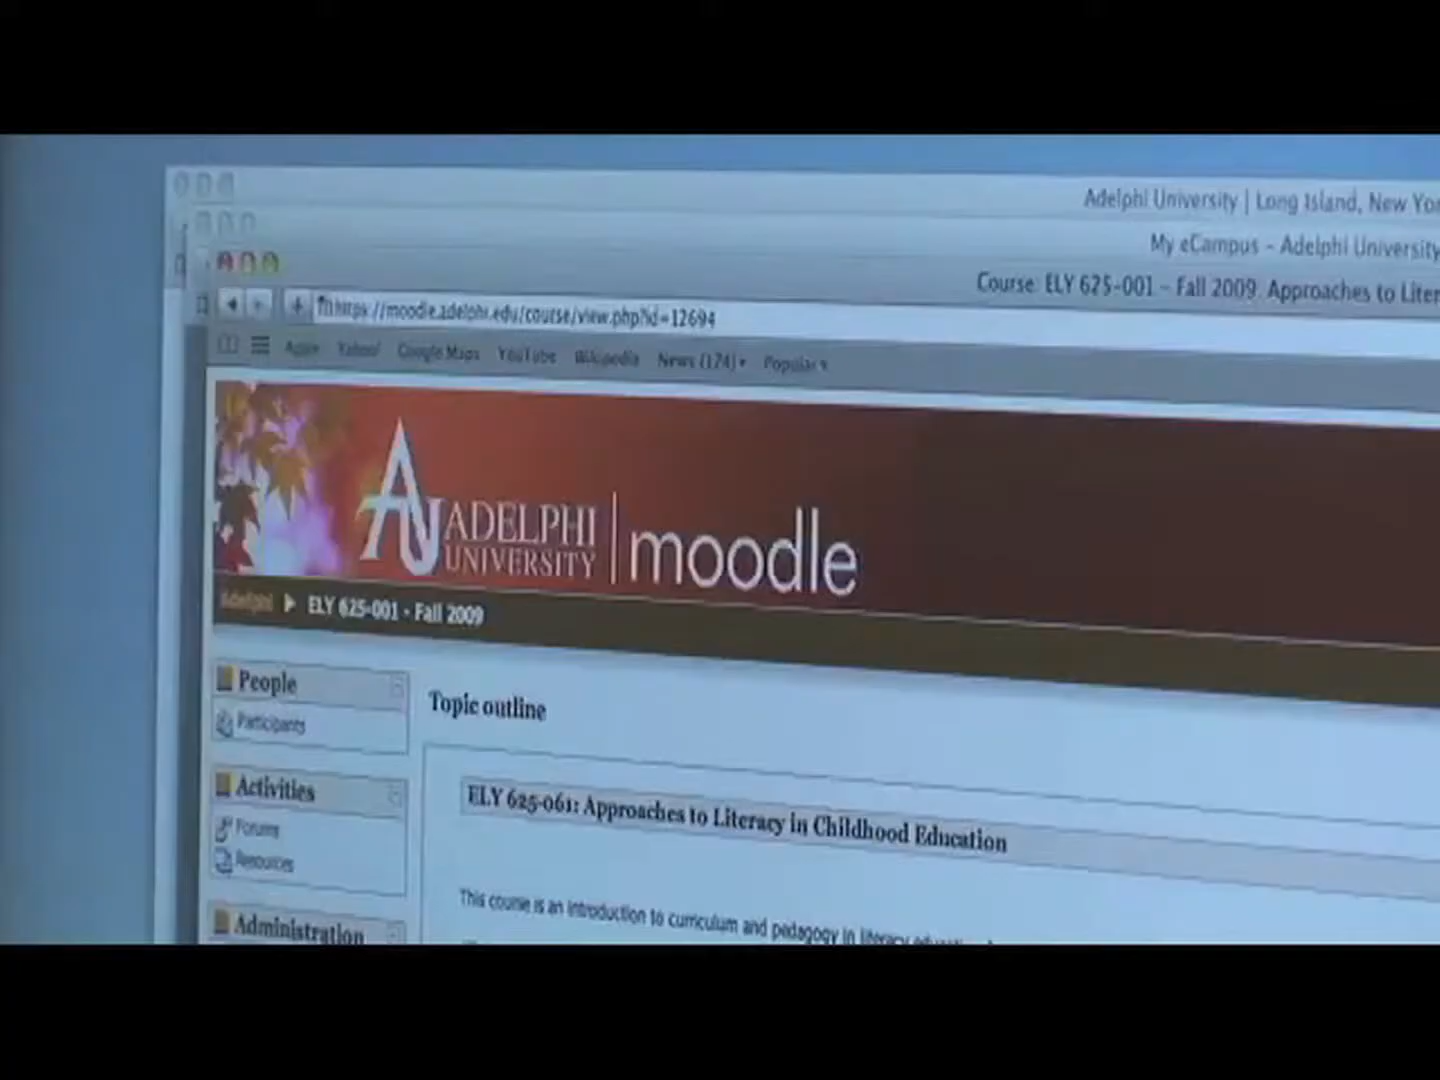 Adelphi University | Long Island, New Yor
My eCampus - Adelphi University
Course: ELY 625-001 - Fall 2009: Approaches to Liter
https://moodle.adelphi.edu/course/view.php?id=12694
Apple Yahoo! Google Maps YouTube Wikipedia News (174) Popular
ADELPHI
UNIVERSITY
moodle
Adelphi ▶ ELY 625-001 - Fall 2009
People
Participants
Topic outline
Activities
Forums
Resources
ELY 625-061: Approaches to Literacy in Childhood Education
This course is an introduction to curriculum and pedagogy in literacy
Administration